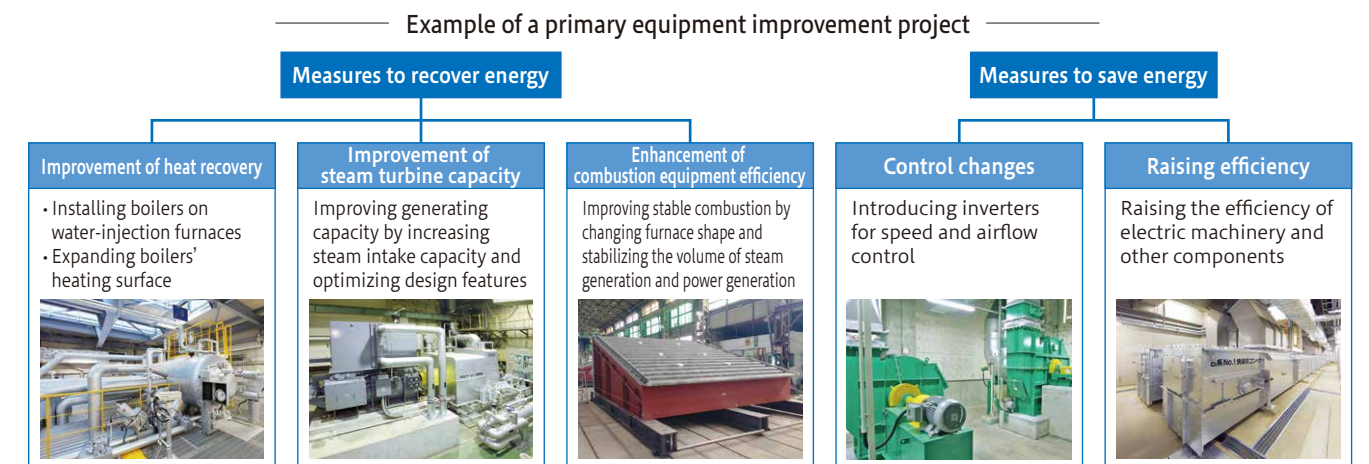 Example of a primary equipment improvement project
Measures to recover energy
Measures to save energy
Improvement of heat recovery
・Installing boilers on
water-injection furnaces
・Expanding boilers'
heating surface
Improvement of
steam turbine capacity
Improving generating
capacity by increasing
steam intake capacity and
optimizing design features
Enhancement of
combustion equipment efficiency
Improving stable combustion by
changing furnace shape and
stabilizing the volume of steam
generation and power generation
Control changes
Introducing inverters
for speed and airflow
control
Raising efficiency
Raising the efficiency of
electric machinery and
other components